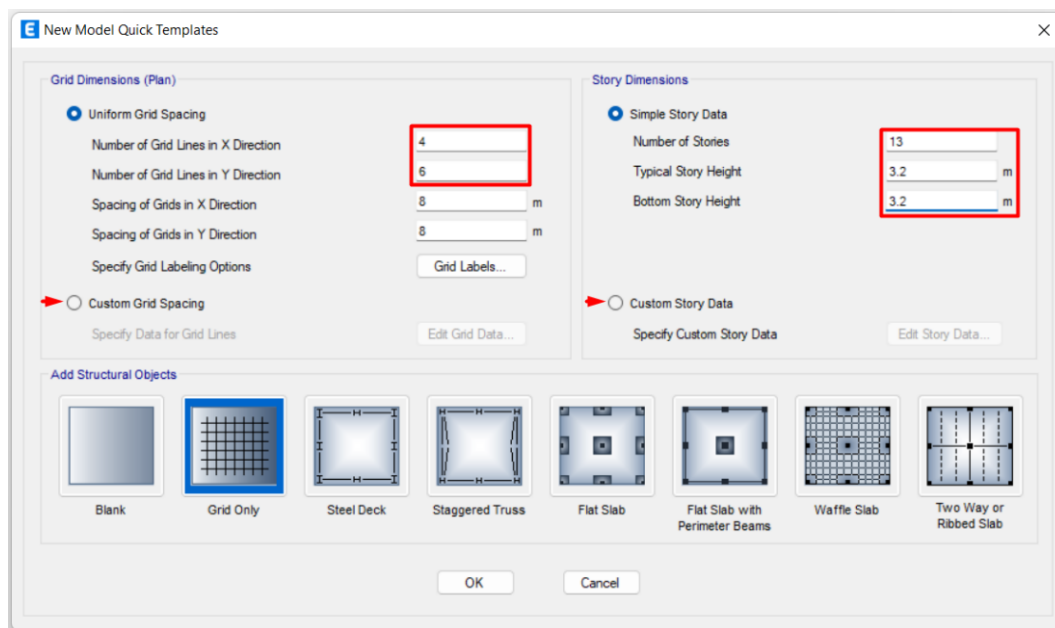 E New Model Quick Templates
Grid Dimensions (Plan)
Uniform Grid Spacing
Number of Grid Lines in X Direction 4
Number of Grid Lines in Y Direction 6
Spacing of Grids in X Direction 8 m
Spacing of Grids in Y Direction 8 m
Specify Grid Labeling Options Grid Labels...
Custom Grid Spacing
Specify Data for Grid Lines Edit Grid Data...
Story Dimensions
Simple Story Data
Number of Stories 13
Typical Story Height 3.2 m
Bottom Story Height 3.2 m
Custom Story Data
Specify Custom Story Data Edit Story Data...
Add Structural Objects
Blank
Grid Only
Steel Deck
Staggered Truss
Flat Slab
Flat Slab with
Perimeter Beams
Waffle Slab
Two Way or
Ribbed Slab
OK Cancel